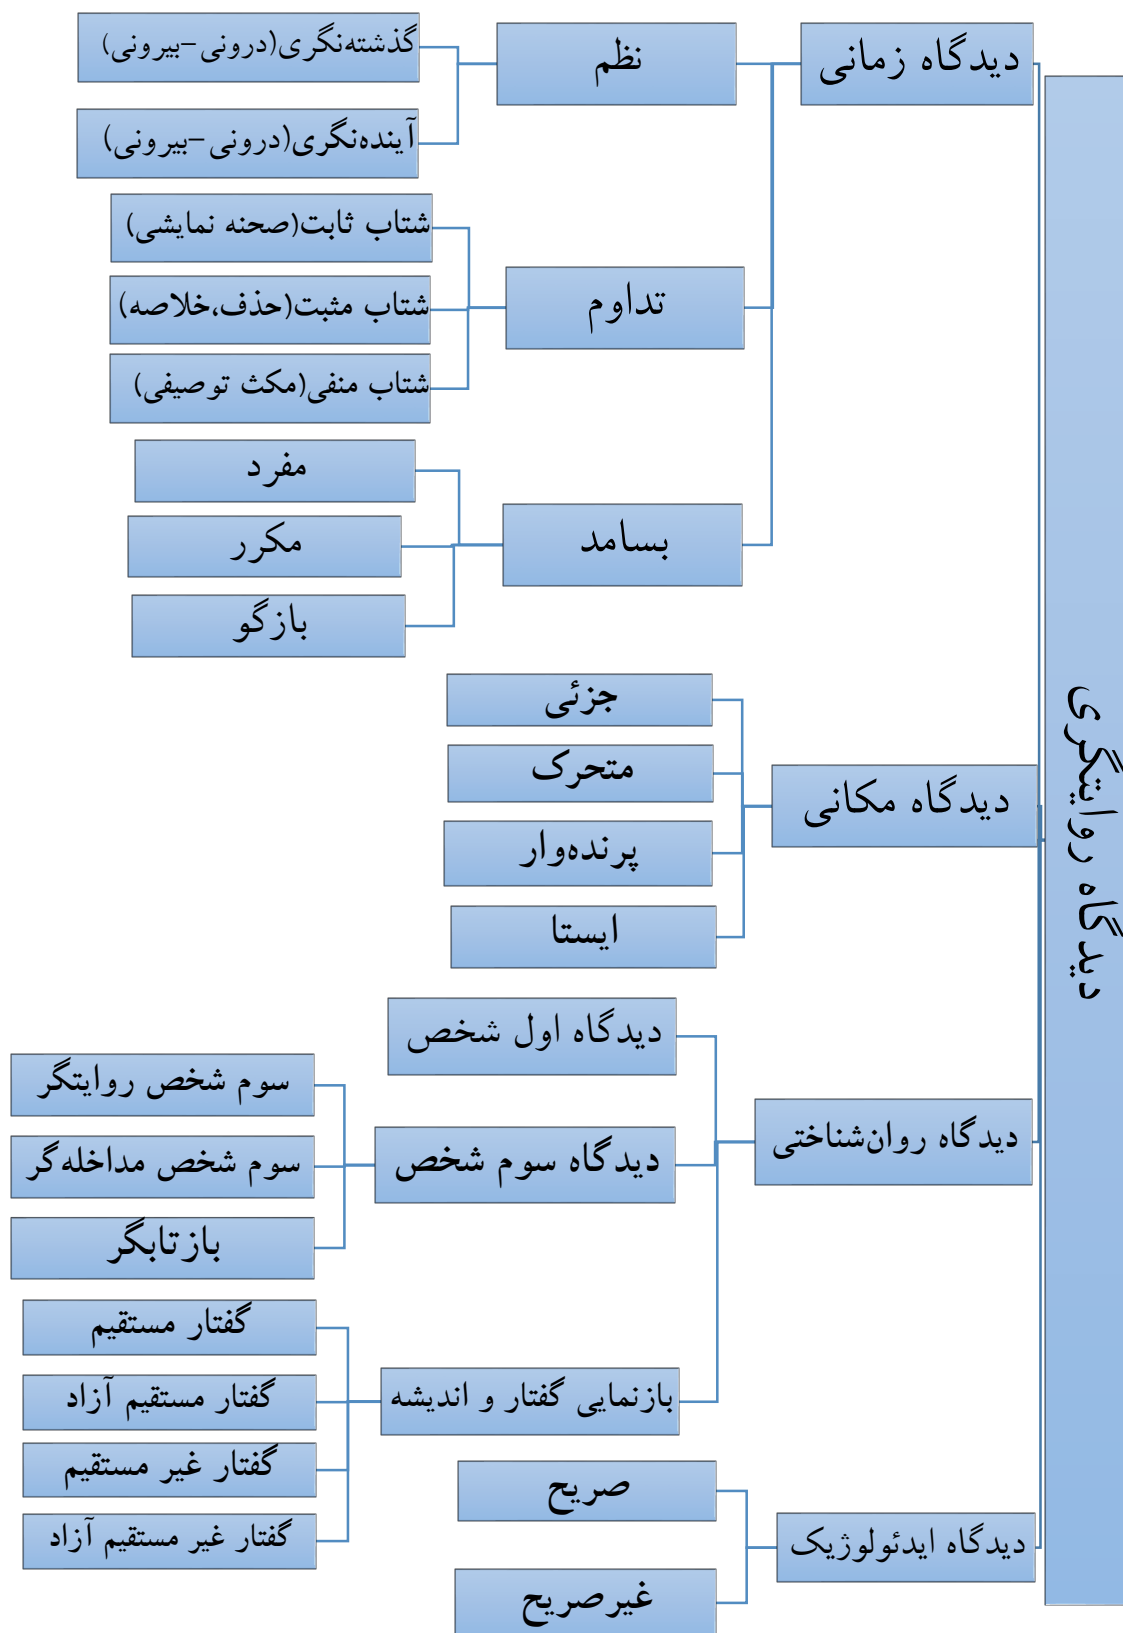 دیدگاه روایتگری
دیدگاه زمانی
نظم
گذشته‌نگری(درونی-بیرونی)
آینده‌نگری(درونی-بیرونی)
تداوم
شتاب ثابت(صحنه نمایشی)
شتاب مثبت(حذف،خلاصه)
شتاب منفی(مکث توصیفی)
بسامد
مفرد
مکرر
بازگو
دیدگاه مکانی
جزئی
متحرک
پرنده‌وار
ایستا
دیدگاه روان‌شناختی
دیدگاه اول شخص
دیدگاه سوم شخص
سوم شخص روایتگر
سوم شخص مداخله‌گر
بازتابگر
بازنمایی گفتار و اندیشه
گفتار مستقیم
گفتار مستقیم آزاد
گفتار غیر مستقیم
گفتار غیر مستقیم آزاد
دیدگاه ایدئولوژیک
صریح
غیرصریح